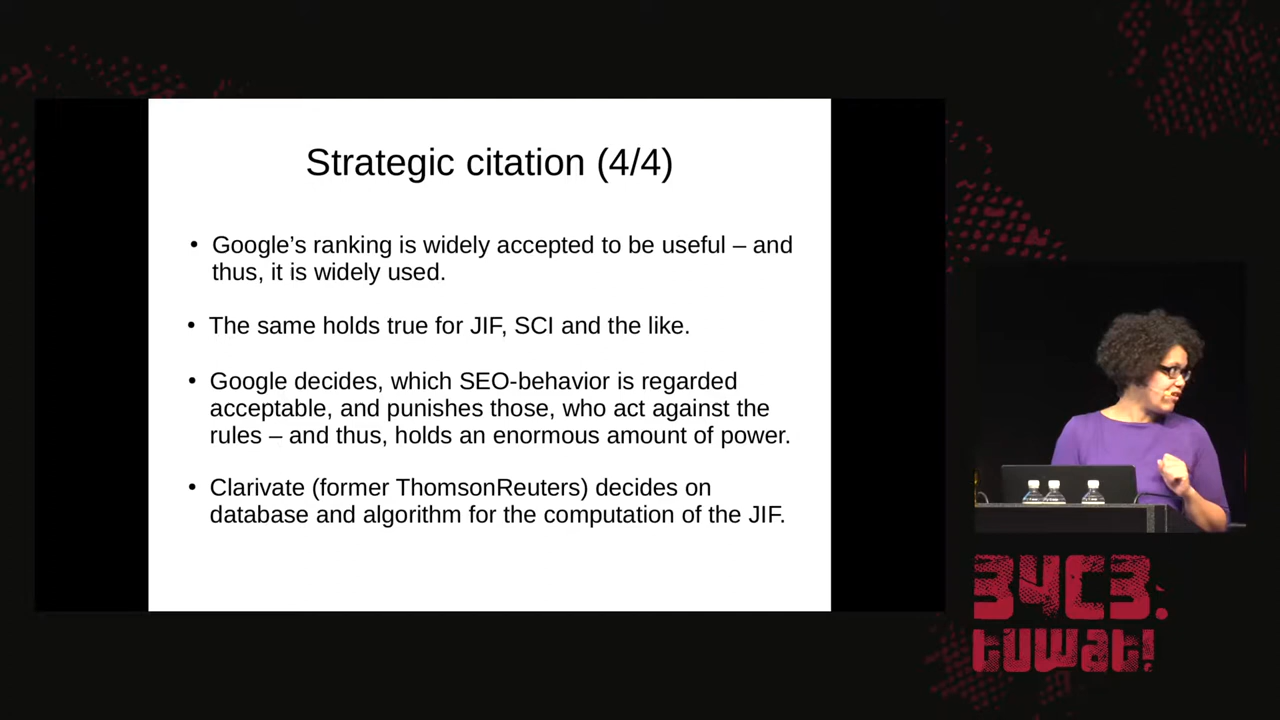 Strategic citation (4/4)
• Google’s ranking is widely accepted to be useful – and
thus, it is widely used.
• The same holds true for JIF, SCI and the like.
• Google decides, which SEO-behavior is regarded
acceptable, and punishes those, who act against the
rules – and thus, holds an enormous amount of power.
• Clarivate (former ThomsonReuters) decides on
database and algorithm for the computation of the JIF.
34C3.
tuwat!